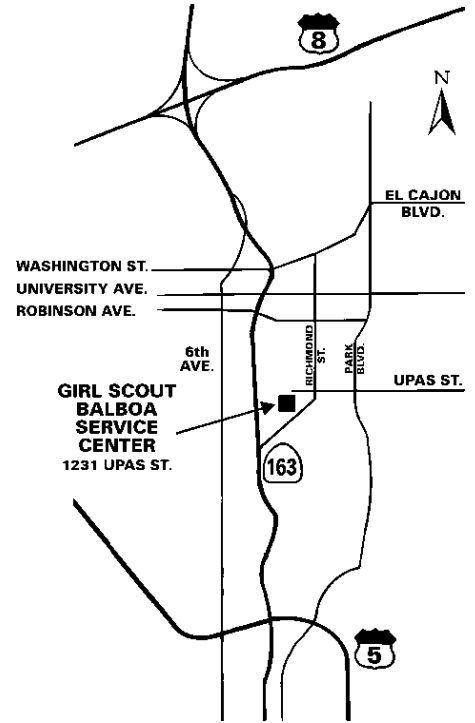 8
N
EL CAJON
BLVD.
WASHINGTON ST.
UNIVERSITY AVE.
ROBINSON AVE.
6th
AVE.
RICHMOND
ST.
PARK
BLVD.
UPAS ST.
GIRL SCOUT
BALBOA
SERVICE
CENTER
1231 UPAS ST.
163
5